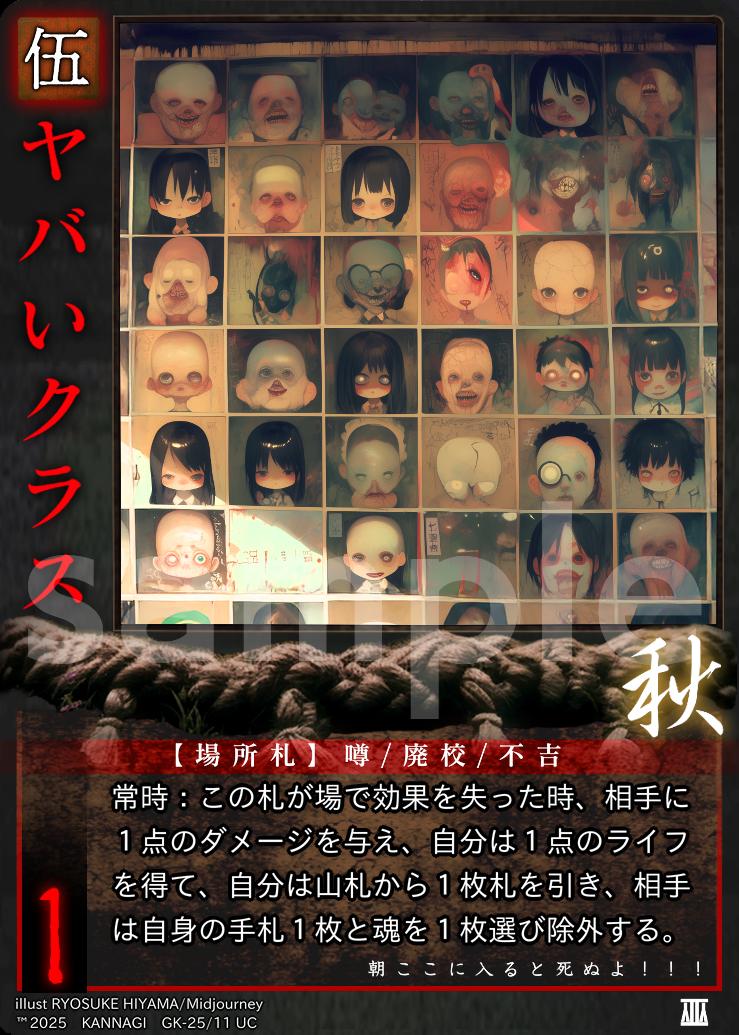 伍
ヤバいクラス
sample
秋
【場所札】噂/廃校/不吉
常時：この札が場で効果を失った時、相手に
１点のダメージを与え、自分は１点のライフ
を得て、自分は山札から１枚札を引き、相手
は自身の手札１枚と魂を１枚選び除外する。
1
朝ここに入ると死ぬよ！！！
illust RYOSUKE HIYAMA/Midjourney
™2025 KANNAGI GK-25/11 UC